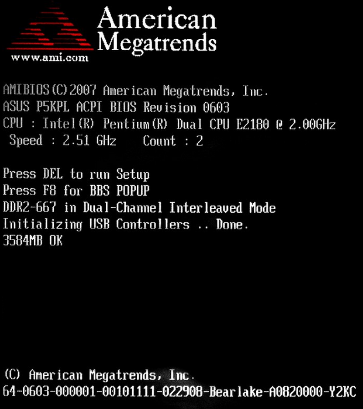 American
Megatrends
www.ami.com
AMIBIOS(C)2007 American Megatrends, Inc.
ASUS P5KPL ACPI BIOS Revision 0603
CPU : Intel(R) Pentium(R) Dual CPU E2180 @ 2.00GHz
Speed : 2.51 GHz Count : 2
Press DEL to run Setup
Press F8 for BBS POPUP
DDR2-667 in Dual-Channel Interleaved Mode
Initializing USB Controllers .. Done.
3584MB OK
(C) American Megatrends, Inc.
64-0603-000001-00101111-022908-Bearlake-A0820000-Y2KC